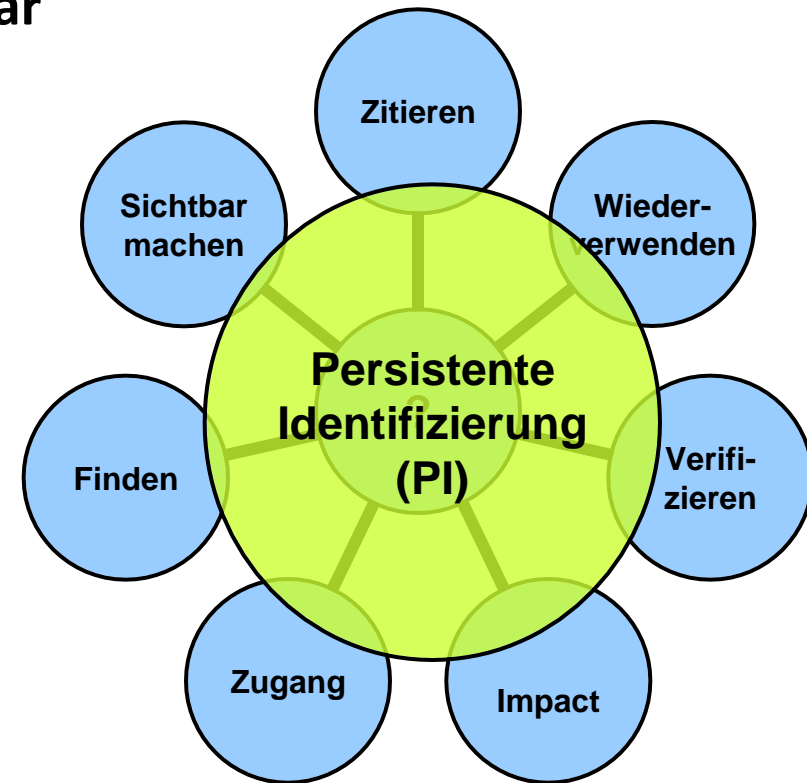 ar
Zitieren
Sichtbar
machen
Wieder-
verwenden
Persistente
Identifizierung
(PI)
Finden
Verifi-
zieren
Zugang
Impact